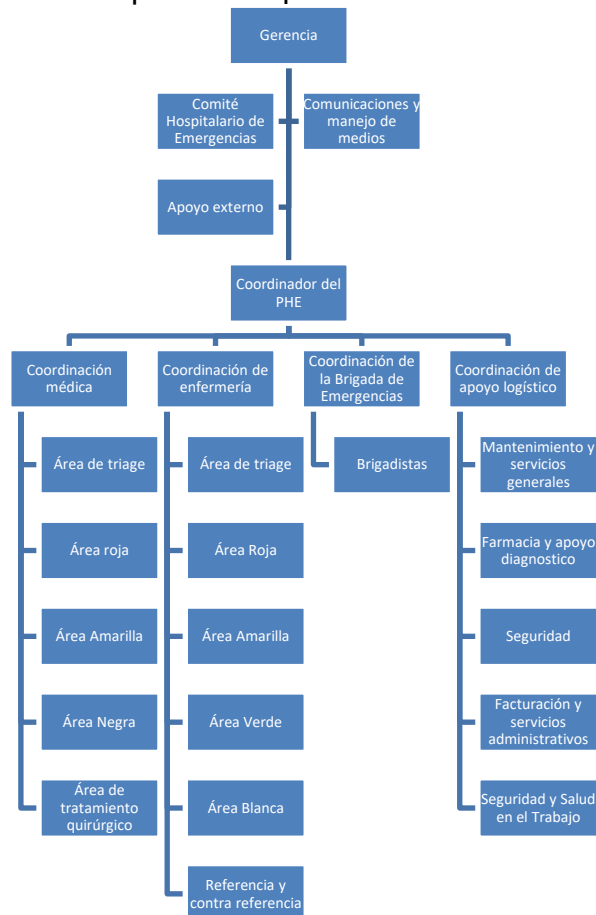 Gerencia
Comité
Hospitalario de
Emergencias
Comunicaciones y
manejo de
medios
Apoyo externo
Coordinador del
PHE
Coordinación
médica
Área de triage
Área roja
Área Amarilla
Área Negra
Área de
tratamiento
quirúrgico
Coordinación de
enfermería
Área de triage
Área Roja
Área Amarilla
Área Verde
Área Blanca
Referencia y
contra referencia
Coordinación de
la Brigada de
Emergencias
Brigadistas
Coordinación de
apoyo logístico
Mantenimiento y
servicios
generales
Farmacia y apoyo
diagnostico
Seguridad
Facturación y
servicios
administrativos
Seguridad y Salud
en el Trabajo